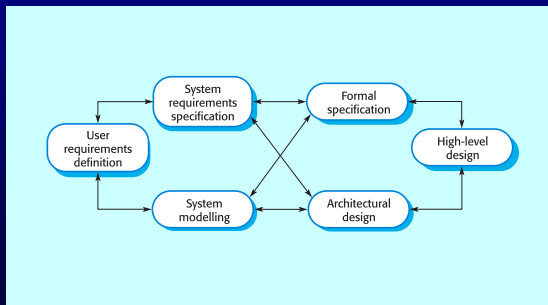 System
requirements
specification
Formal
specification
User
requirements
definition
High-level
design
System
modelling
Architectural
design